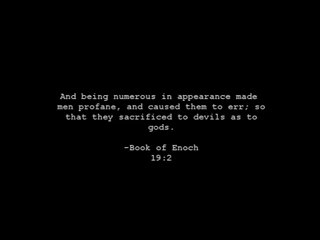 And being numerous in appearance made
men profane, and caused them to err; so
that they sacrificed to devils as to
gods.
-Book of Enoch
19:2